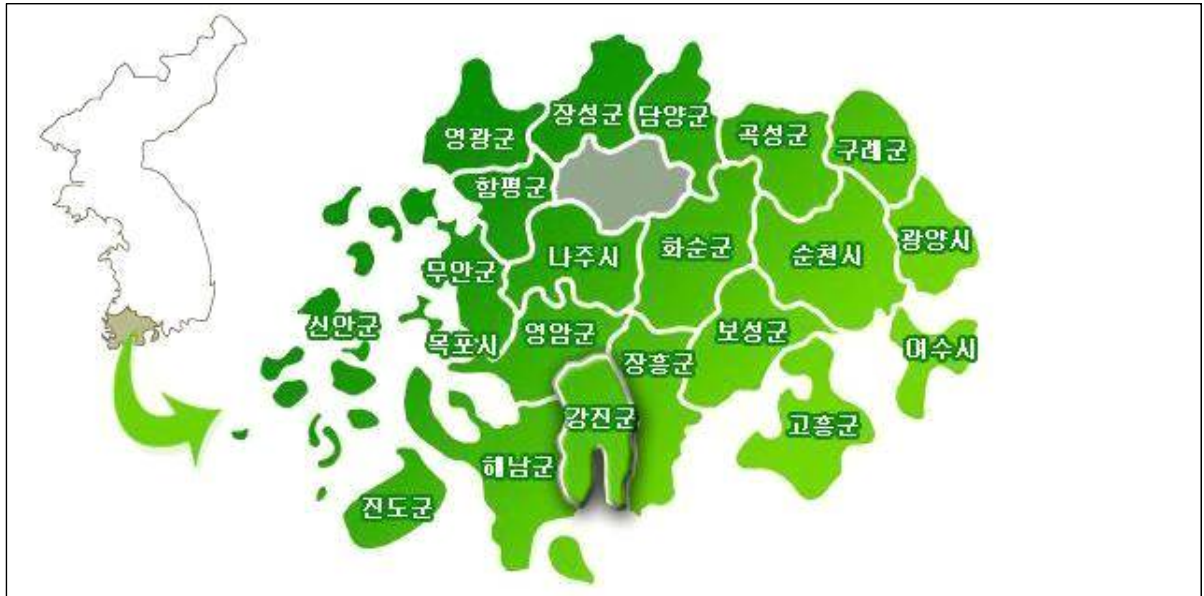 장성군
담양군
영광군
곡성군
구례군
함평군
나주시
화순군
순천시
광양시
무안군
신안군
목포시
영암군
장흥군
보성군
여수시
강진군
고흥군
해남군
진도군